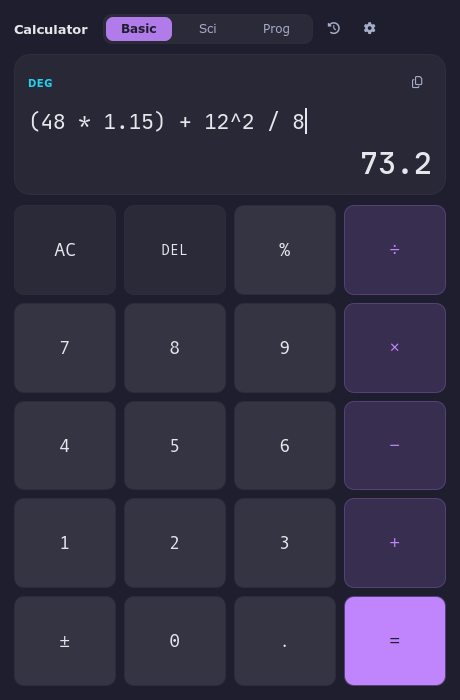 Calculator Basic Sci Prog
DEG
(48 * 1.15) + 12^2 / 8
73.2
AC DEL % ÷
7 8 9 ×
4 5 6 −
1 2 3 +
± 0 . =